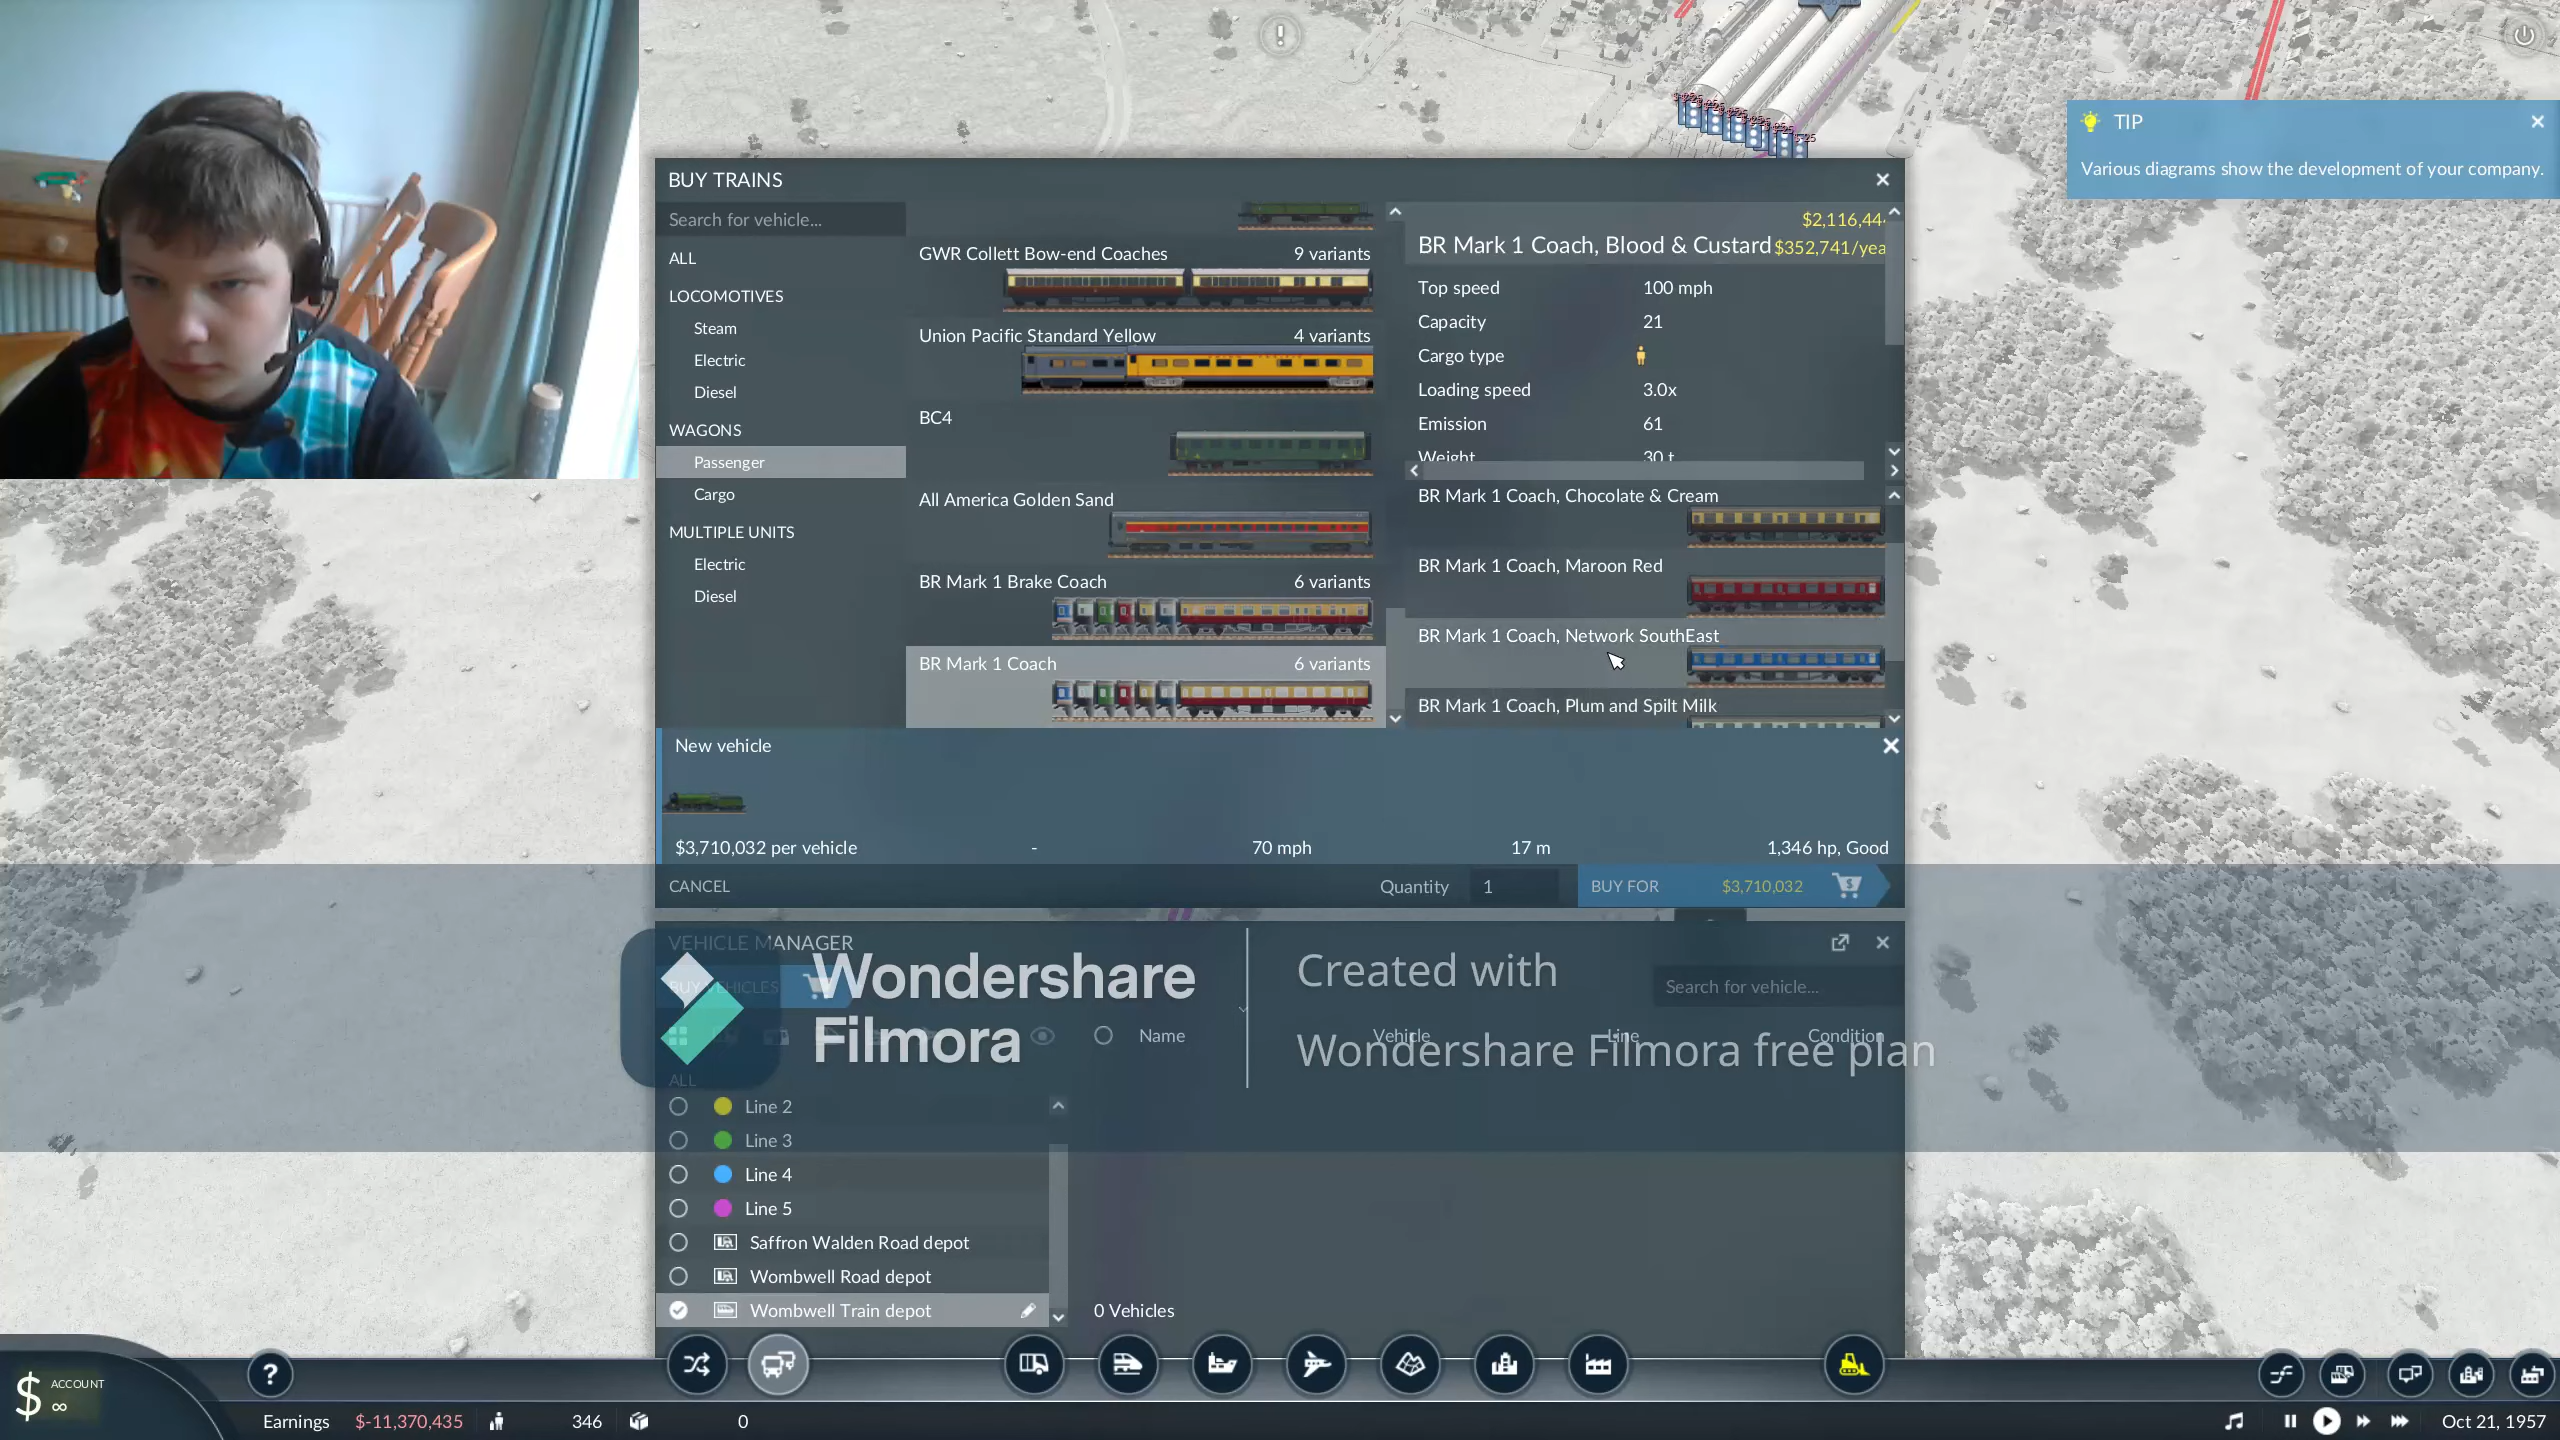 TIP
Various diagrams show the development of your company.
BUY TRAINS
Search for vehicle...
ALL
LOCOMOTIVES
Steam
Electric
Diesel
WAGONS
Passenger
Cargo
MULTIPLE UNITS
Electric
Diesel
GWR Collett Bow-end Coaches 9 variants
Union Pacific Standard Yellow 4 variants
BC4
All America Golden Sand
BR Mark 1 Brake Coach 6 variants
BR Mark 1 Coach 6 variants
$2,116,44
BR Mark 1 Coach, Blood & Custard $352,741/yea
Top speed 100 mph
Capacity 21
Cargo type
Loading speed 3.0x
Emission 61
Weight 30 t
BR Mark 1 Coach, Chocolate & Cream
BR Mark 1 Coach, Maroon Red
BR Mark 1 Coach, Network SouthEast
BR Mark 1 Coach, Plum and Spilt Milk
New vehicle
$3,710,032 per vehicle - 70 mph 17 m 1,346 hp, Good
CANCEL Quantity 1 BUY FOR $3,710,032
VEHICLE MANAGER
BUY VEHICLES Search for vehicle...
Name Vehicle Line Condition
ALL
Wondershare
Filmora
Created with
Wondershare Filmora free plan
Line 2
Line 3
Line 4
Line 5
Saffron Walden Road depot
Wombwell Road depot
Wombwell Train depot 0 Vehicles
$ ACCOUNT
∞
?
Earnings $-11,370,435 346 0 Oct 21, 1957